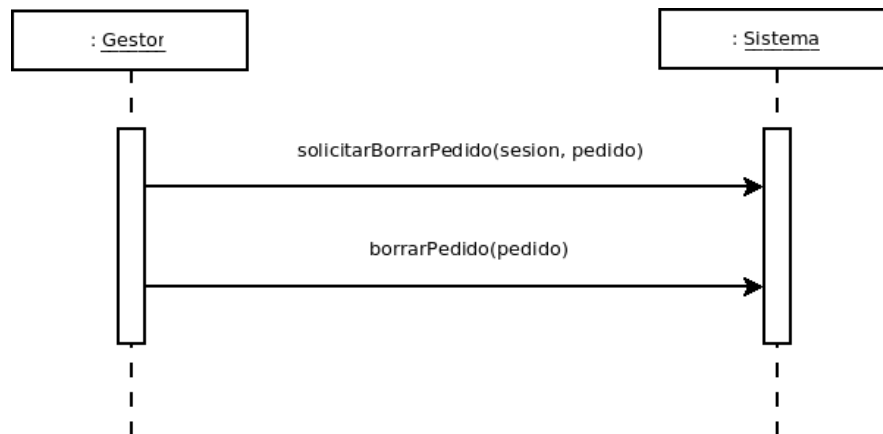 : Gestor
: Sistema
solicitarBorrarPedido(sesion, pedido)
borrarPedido(pedido)